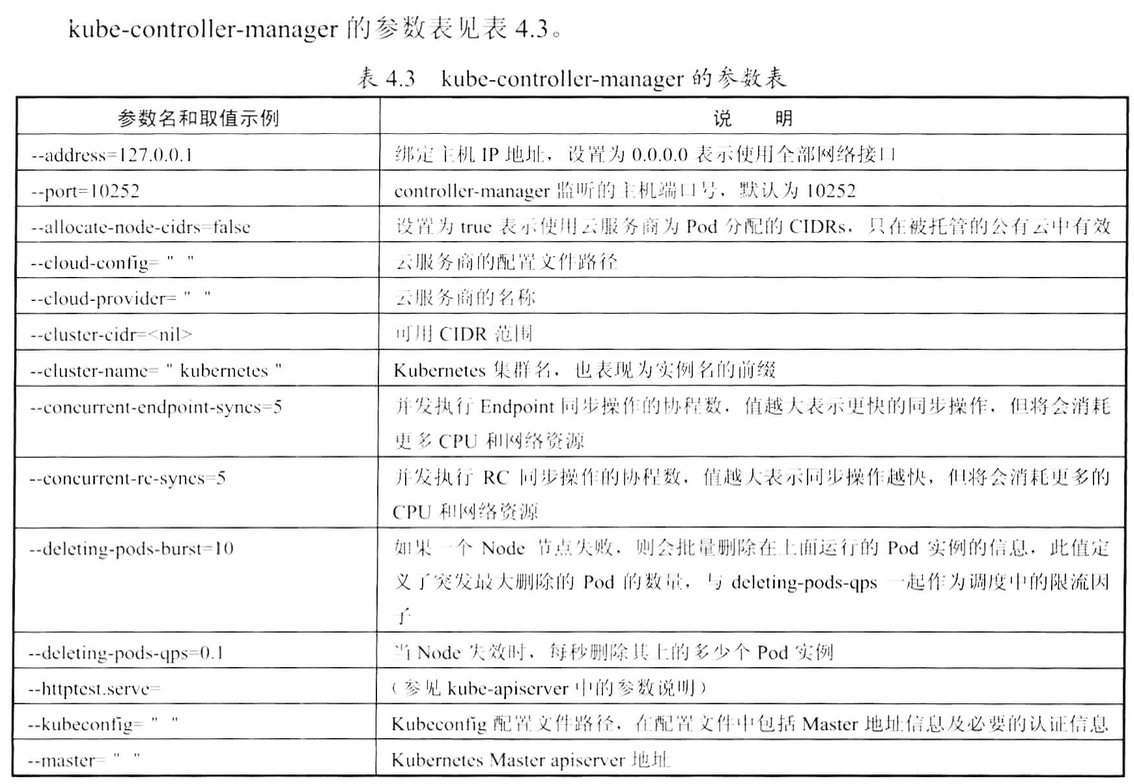 kube-controller-manager 的参数表见表 4.3。
表 4.3 kube-controller-manager 的参数表
参数名和取值示例 说 明
--address=127.0.0.1 绑定主机 IP 地址，设置为 0.0.0.0 表示使用全部网络接口
--port=10252 controller-manager 监听的主机端口号，默认为 10252
--allocate-node-cidrs=false 设置为 true 表示使用云服务商为 Pod 分配的 CIDRs，只在被托管的公有云中有效
--cloud-config= " " 云服务商的配置文件路径
--cloud-provider= " " 云服务商的名称
--cluster-cidr=<nil> 可用 CIDR 范围
--cluster-name= " kubernetes " Kubernetes 集群名，也表现为实例名的前缀
--concurrent-endpoint-syncs=5 并发执行 Endpoint 同步操作的协程数，值越大表示更快的同步操作，但将会消耗
更多 CPU 和网络资源
--concurrent-rc-syncs=5 并发执行 RC 同步操作的协程数，值越大表示同步操作越快，但将会消耗更多的
CPU 和网络资源
--deleting-pods-burst=10 如果一个 Node 节点失败，则会批量删除在上面运行的 Pod 实例的信息，此值定
义了突发最大删除的 Pod 的数量，与 deleting-pods-qps 一起作为调度中的限流因
子
--deleting-pods-qps=0.1 当 Node 失效时，每秒删除其上的多少个 Pod 实例
--httptest.serve= （参见 kube-apiserver 中的参数说明）
--kubeconfig= " " Kubeconfig 配置文件路径，在配置文件中包括 Master 地址信息及必要的认证信息
--master= " " Kubernetes Master apiserver 地址